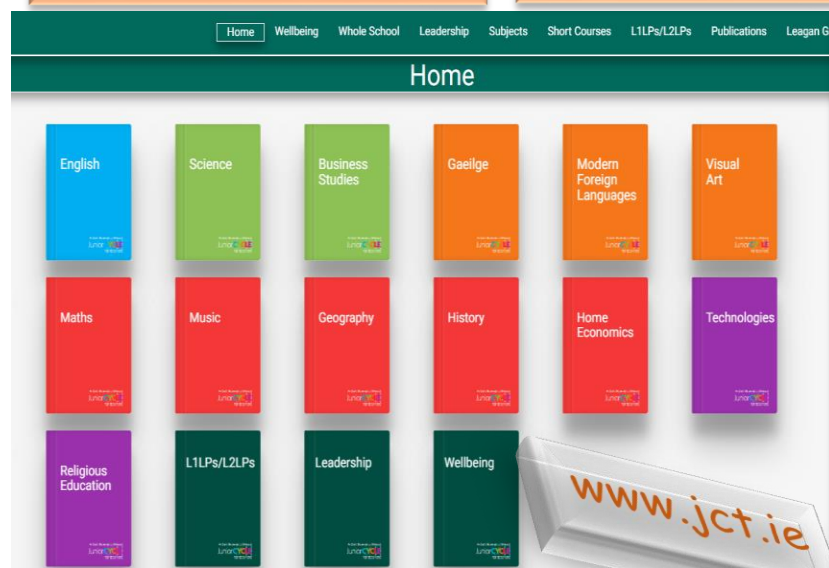 Home Wellbeing Whole School Leadership Subjects Short Courses L1LPs/L2LPs Publications Leagan G
Home
English
Science
Business
Studies
Gaeilge
Modern
Foreign
Languages
Visual
Art
Maths
Music
Geography
History
Home
Economics
Technologies
Religious
Education
L1LPs/L2LPs
Leadership
Wellbeing
www.jct.ie